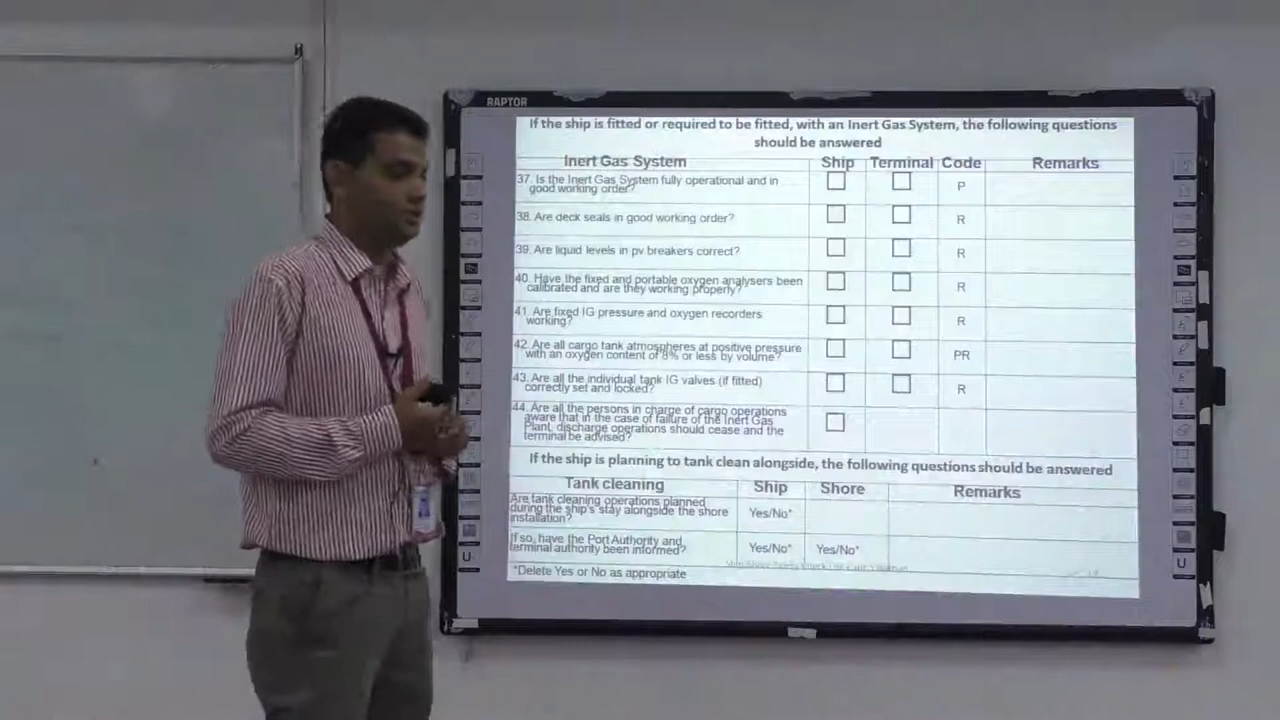 RAPTOR
If the ship is fitted or required to be fitted, with an Inert Gas System, the following questions
should be answered
Inert Gas System Ship Terminal Code Remarks
37. Is the Inert Gas System fully operational and in
good working order? P
38. Are deck seals in good working order? R
39. Are liquid levels in pv breakers correct? R
40. Have the fixed and portable oxygen analysers been
calibrated and are they working properly? R
41. Are fixed IG pressure and oxygen recorders
working? R
42. Are all cargo tank atmospheres at positive pressure
with an oxygen content of 8% or less by volume? PR
43. Are all the individual tank IG valves (if fitted)
correctly set and locked? R
44. Are all the persons in charge of cargo operations
aware that in the case of failure of the Inert Gas
Plant, discharge operations should cease and the
terminal be advised?
If the ship is planning to tank clean alongside, the following questions should be answered
Tank cleaning Ship Shore Remarks
Are tank cleaning operations planned
during the ship's stay alongside the shore
installation? Yes/No*
If so, have the Port Authority and
terminal authority been informed? Yes/No* Yes/No*
*Delete Yes or No as appropriate
U
U